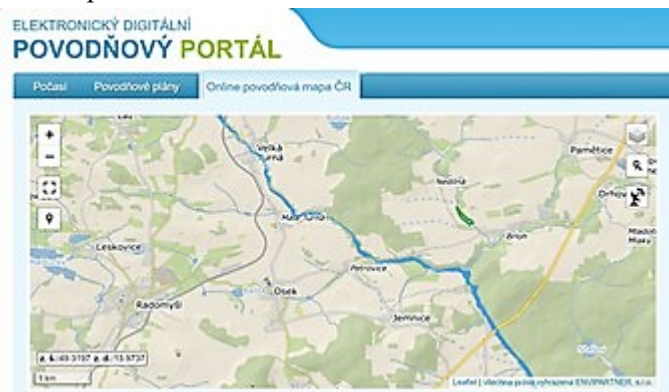 ELEKTRONICKÝ DIGITÁLNÍ
POVODŇOVÝ PORTÁL
Počasí
Povodňové plány
Online povodňová mapa ČR
Velká
Pamětice
Leskovice
Brod
Petrovice
Osek
Radomyšl
Jemnice
1 km
Leaflet | všechna práva vyhrazena ENVIPARTNER, s.r.o.